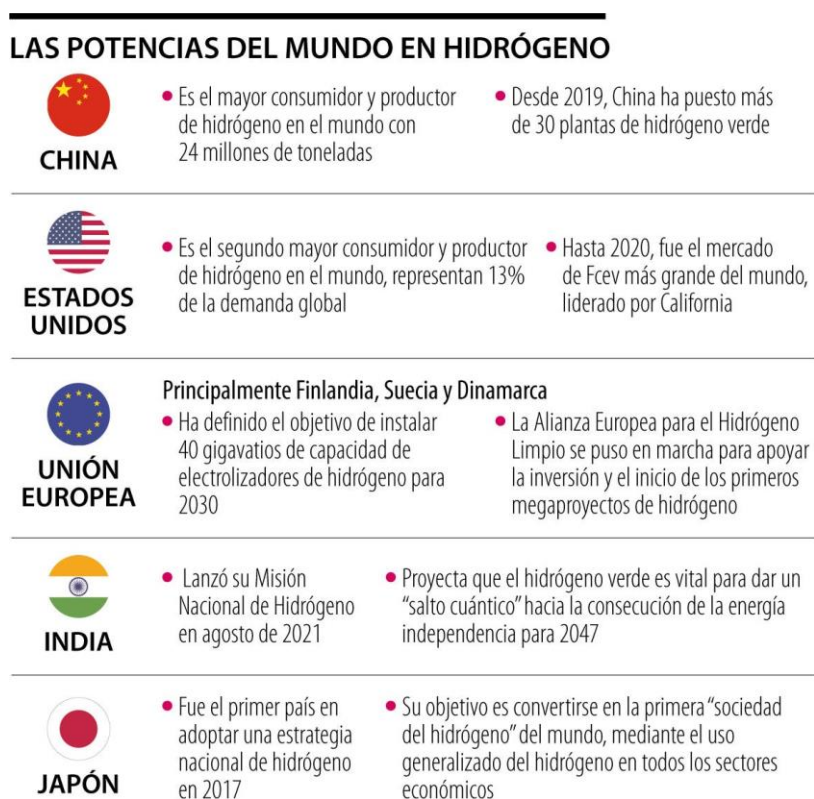 LAS POTENCIAS DEL MUNDO EN HIDRÓGENO
CHINA
• Es el mayor consumidor y productor
de hidrógeno en el mundo con
24 millones de toneladas
• Desde 2019, China ha puesto más
de 30 plantas de hidrógeno verde
ESTADOS
UNIDOS
• Es el segundo mayor consumidor y productor
de hidrógeno en el mundo, representan 13%
de la demanda global
• Hasta 2020, fue el mercado
de Fcev más grande del mundo,
liderado por California
UNIÓN
EUROPEA
Principalmente Finlandia, Suecia y Dinamarca
• Ha definido el objetivo de instalar
40 gigavatios de capacidad de
electrolizadores de hidrógeno para
2030
• La Alianza Europea para el Hidrógeno
Limpio se puso en marcha para apoyar
la inversión y el inicio de los primeros
megaproyectos de hidrógeno
INDIA
• Lanzó su Misión
Nacional de Hidrógeno
en agosto de 2021
• Proyecta que el hidrógeno verde es vital para dar un
“salto cuántico” hacia la consecución de la energía
independencia para 2047
JAPÓN
• Fue el primer país en
adoptar una estrategia
nacional de hidrógeno
en 2017
• Su objetivo es convertirse en la primera “sociedad
del hidrógeno” del mundo, mediante el uso
generalizado del hidrógeno en todos los sectores
económicos